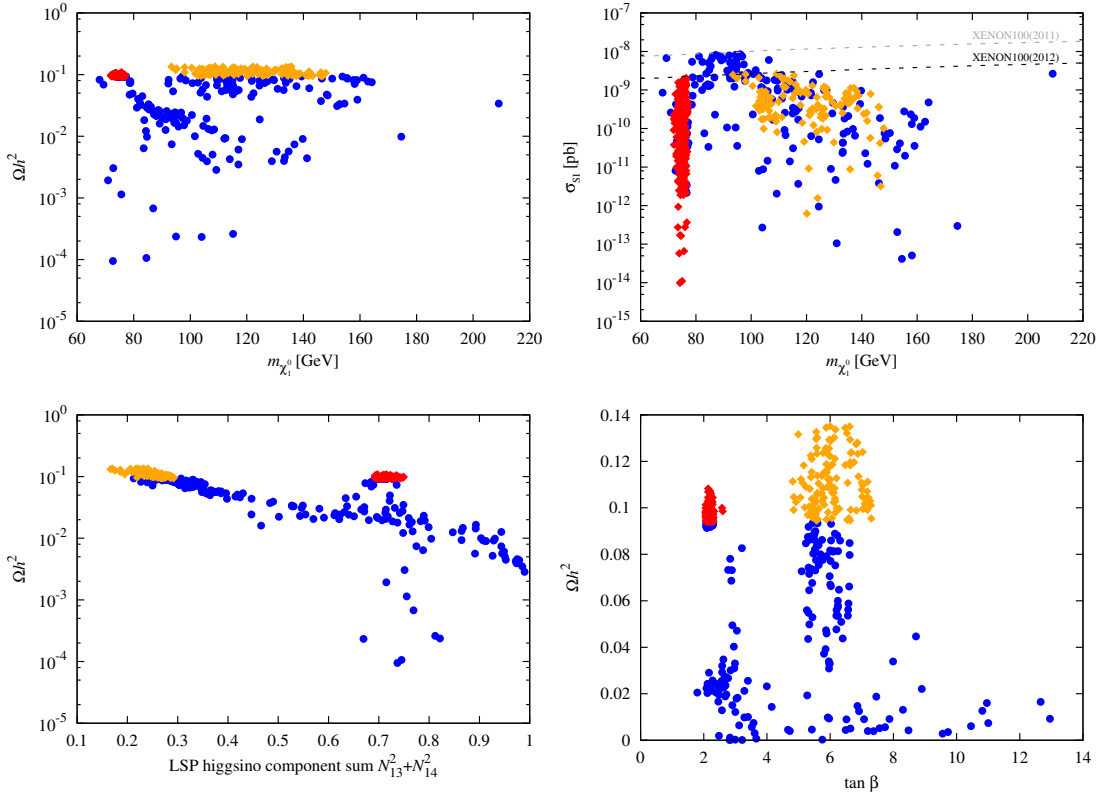 10^0
10^-1
10^-2
10^-3
10^-4
10^-5
Ωh^2
60 80 100 120 140 160 180 200 220
m_χ_1^0 [GeV]
10^-7
10^-8
10^-9
10^-10
10^-11
10^-12
10^-13
10^-14
10^-15
σ_SI [pb]
XENON100(2011)
XENON100(2012)
60 80 100 120 140 160 180 200 220
m_χ_1^0 [GeV]
10^0
10^-1
10^-2
10^-3
10^-4
10^-5
Ωh^2
0.1 0.2 0.3 0.4 0.5 0.6 0.7 0.8 0.9 1
LSP higgsino component sum N_13^2+N_14^2
0.14
0.12
0.1
0.08
0.06
0.04
0.02
0
Ωh^2
0 2 4 6 8 10 12 14
tan β